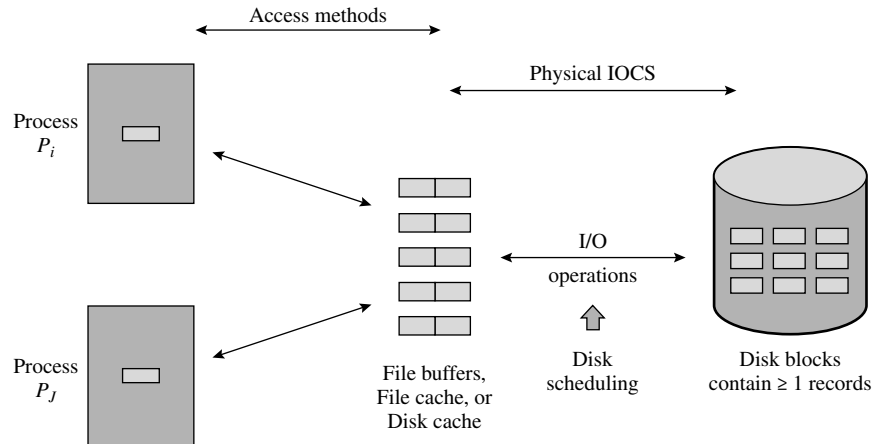 Access methods
Physical IOCS
Process
P_i
I/O
operations
Process
P_J
File buffers,
File cache, or
Disk cache
Disk
scheduling
Disk blocks
contain ≥ 1 records